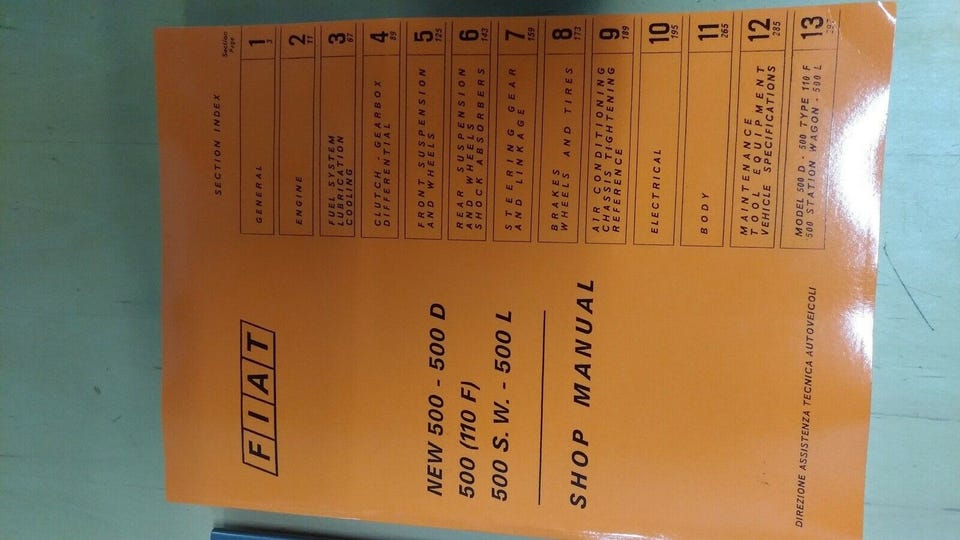 FIAT
NEW 500 - 500 D
500 (110 F)
500 S. W. - 500 L
SHOP MANUAL
DIREZIONE ASSISTENZA TECNICA AUTOVEICOLI
SECTION INDEX
Section
Page
GENERAL
1
3
ENGINE
2
11
FUEL SYSTEM
LUBRICATION
COOLING
3
67
CLUTCH - GEARBOX
DIFFERENTIAL
4
89
FRONT SUSPENSION
AND WHEELS
5
125
REAR SUSPENSION
AND WHEELS
SHOCK ABSORBERS
6
143
STEERING GEAR
AND LINKAGE
7
159
BRAKES
WHEELS AND TIRES
8
173
AIR CONDITIONING
CHASSIS TIGHTENING
REFERENCE
9
189
ELECTRICAL
10
195
BODY
11
265
MAINTENANCE
TOOL EQUIPMENT
VEHICLE SPECIFICATIONS
12
285
MODEL 500 D - 500 TYPE 110 F
500 STATION WAGON - 500 L
13